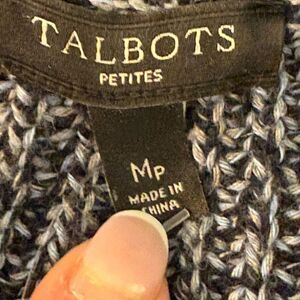 TALBOTS
PETITES
MP
MADE IN
CHINA